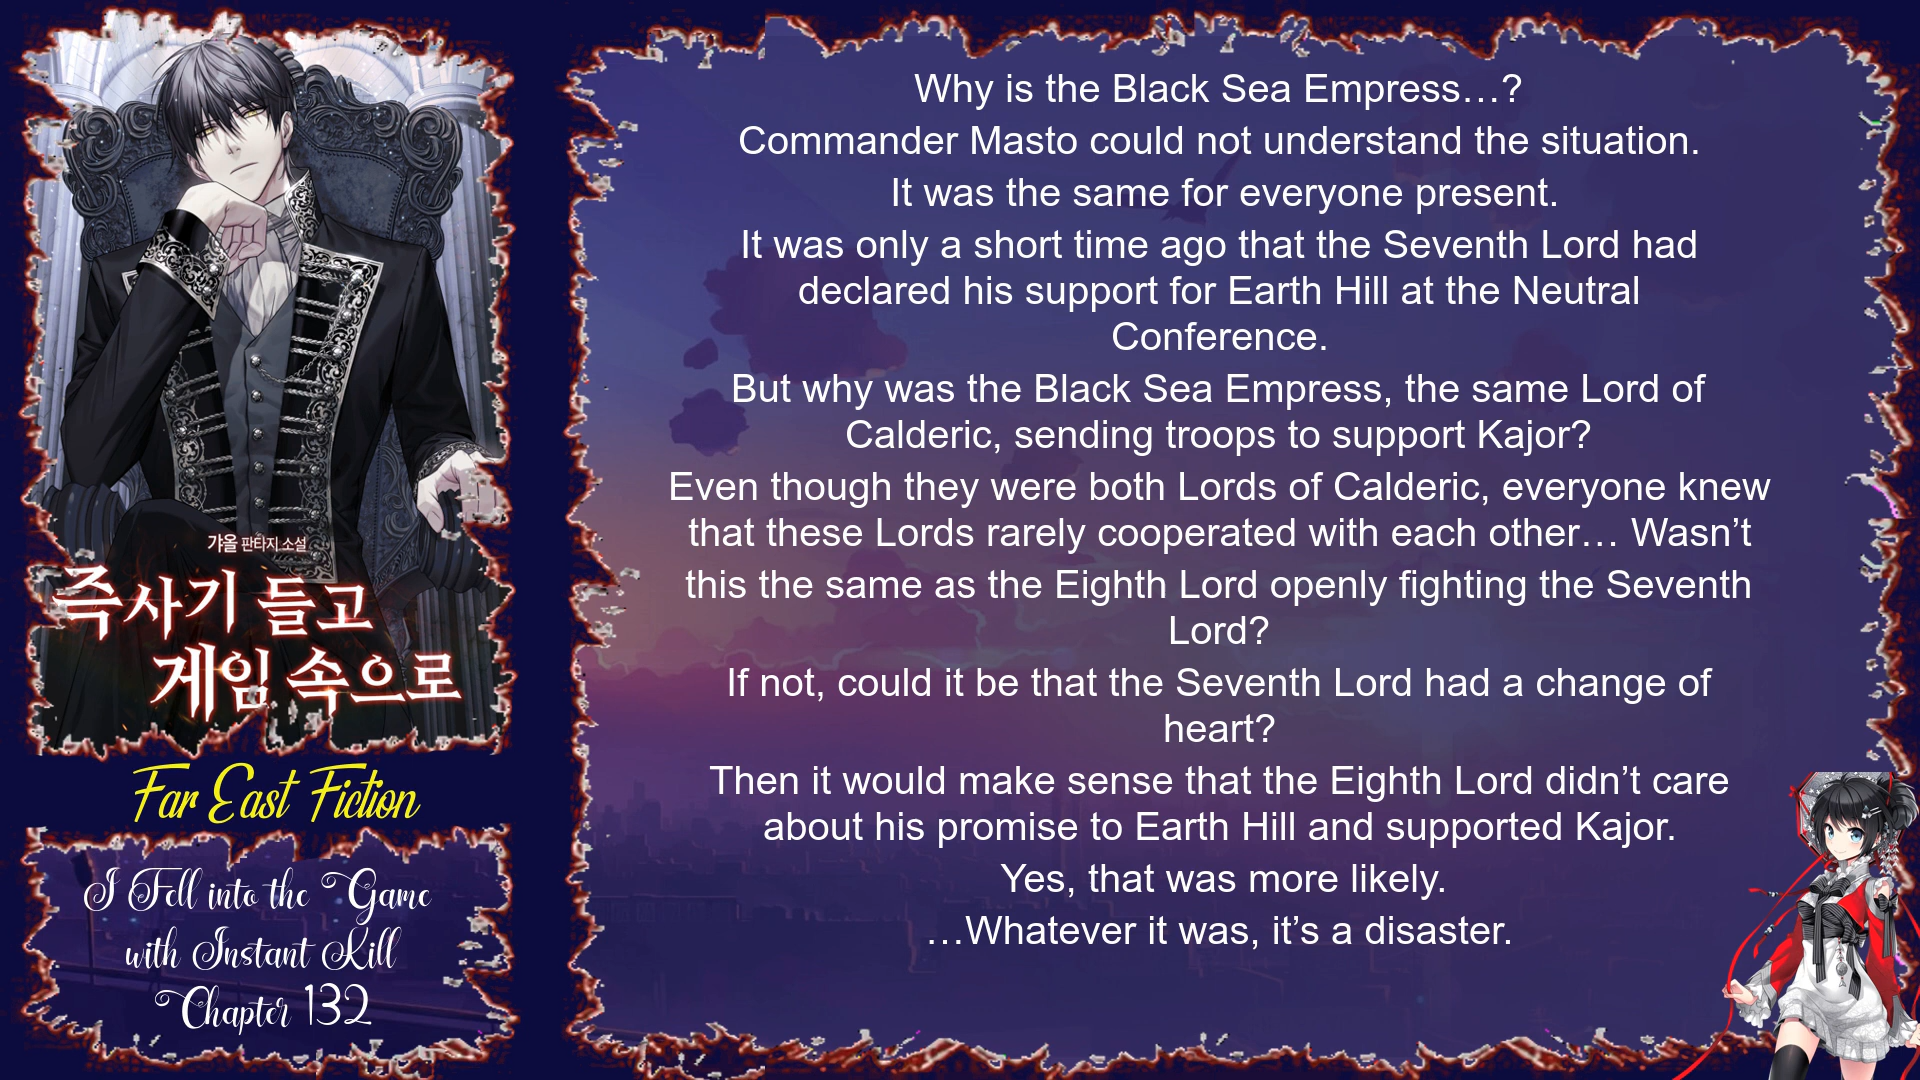 갸올 판타지 소설
즉사기 들고
게임 속으로
Far East Fiction
I Fell into the Game
with Instant Kill
Chapter 132
Why is the Black Sea Empress…?
Commander Masto could not understand the situation.
It was the same for everyone present.
It was only a short time ago that the Seventh Lord had
declared his support for Earth Hill at the Neutral
Conference.
But why was the Black Sea Empress, the same Lord of
Calderic, sending troops to support Kajor?
Even though they were both Lords of Calderic, everyone knew
that these Lords rarely cooperated with each other… Wasn’t
this the same as the Eighth Lord openly fighting the Seventh
Lord?
If not, could it be that the Seventh Lord had a change of
heart?
Then it would make sense that the Eighth Lord didn’t care
about his promise to Earth Hill and supported Kajor.
Yes, that was more likely.
…Whatever it was, it’s a disaster.